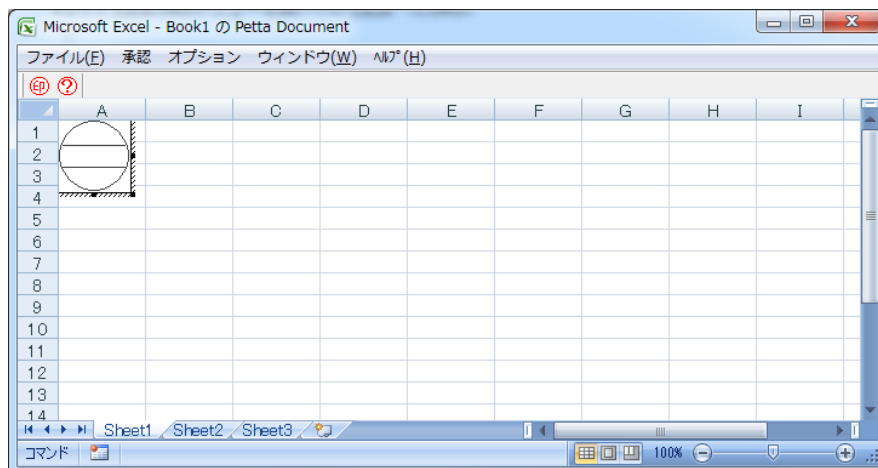 Microsoft Excel - Book1 の Petta Document
ファイル(F) 承認 オプション ウィンドウ(W) ﾍﾙﾌﾟ(H)
印 ?
A B C D E F G H I
1
2
3
4
5
6
7
8
9
10
11
12
13
14
Sheet1 Sheet2 Sheet3
コマンド 100%